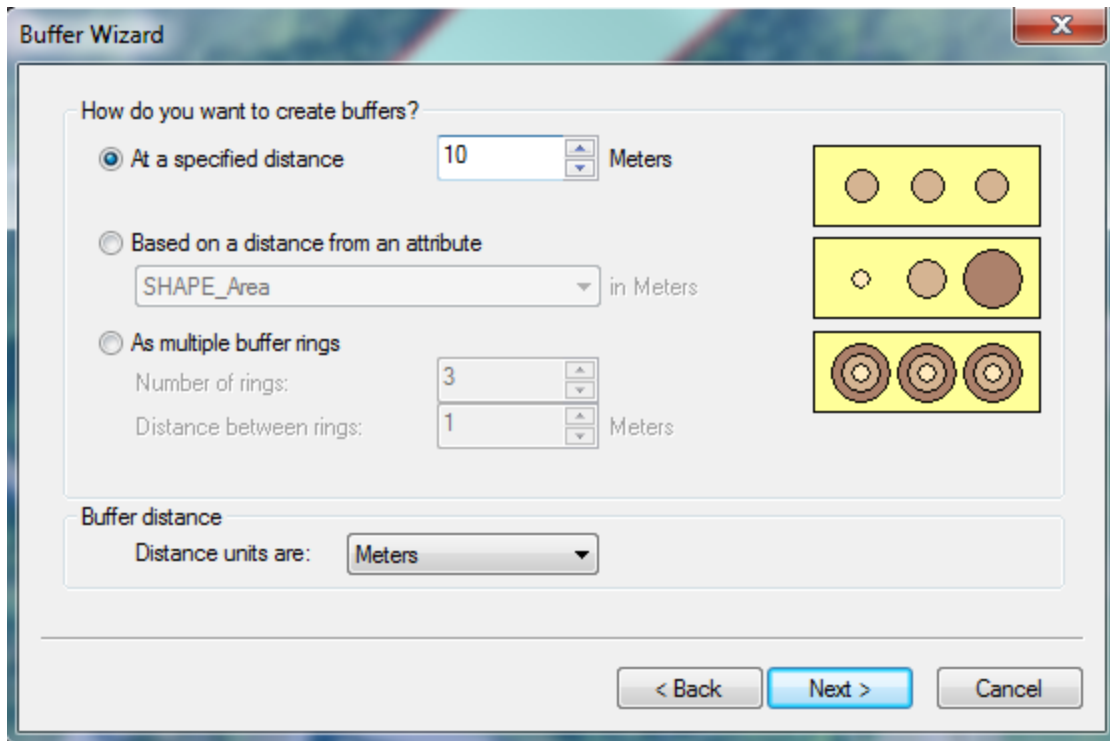 Buffer Wizard
How do you want to create buffers?
At a specified distance 10 Meters
Based on a distance from an attribute
SHAPE_Area in Meters
As multiple buffer rings
Number of rings: 3
Distance between rings: 1 Meters
Buffer distance
Distance units are: Meters
< Back Next > Cancel